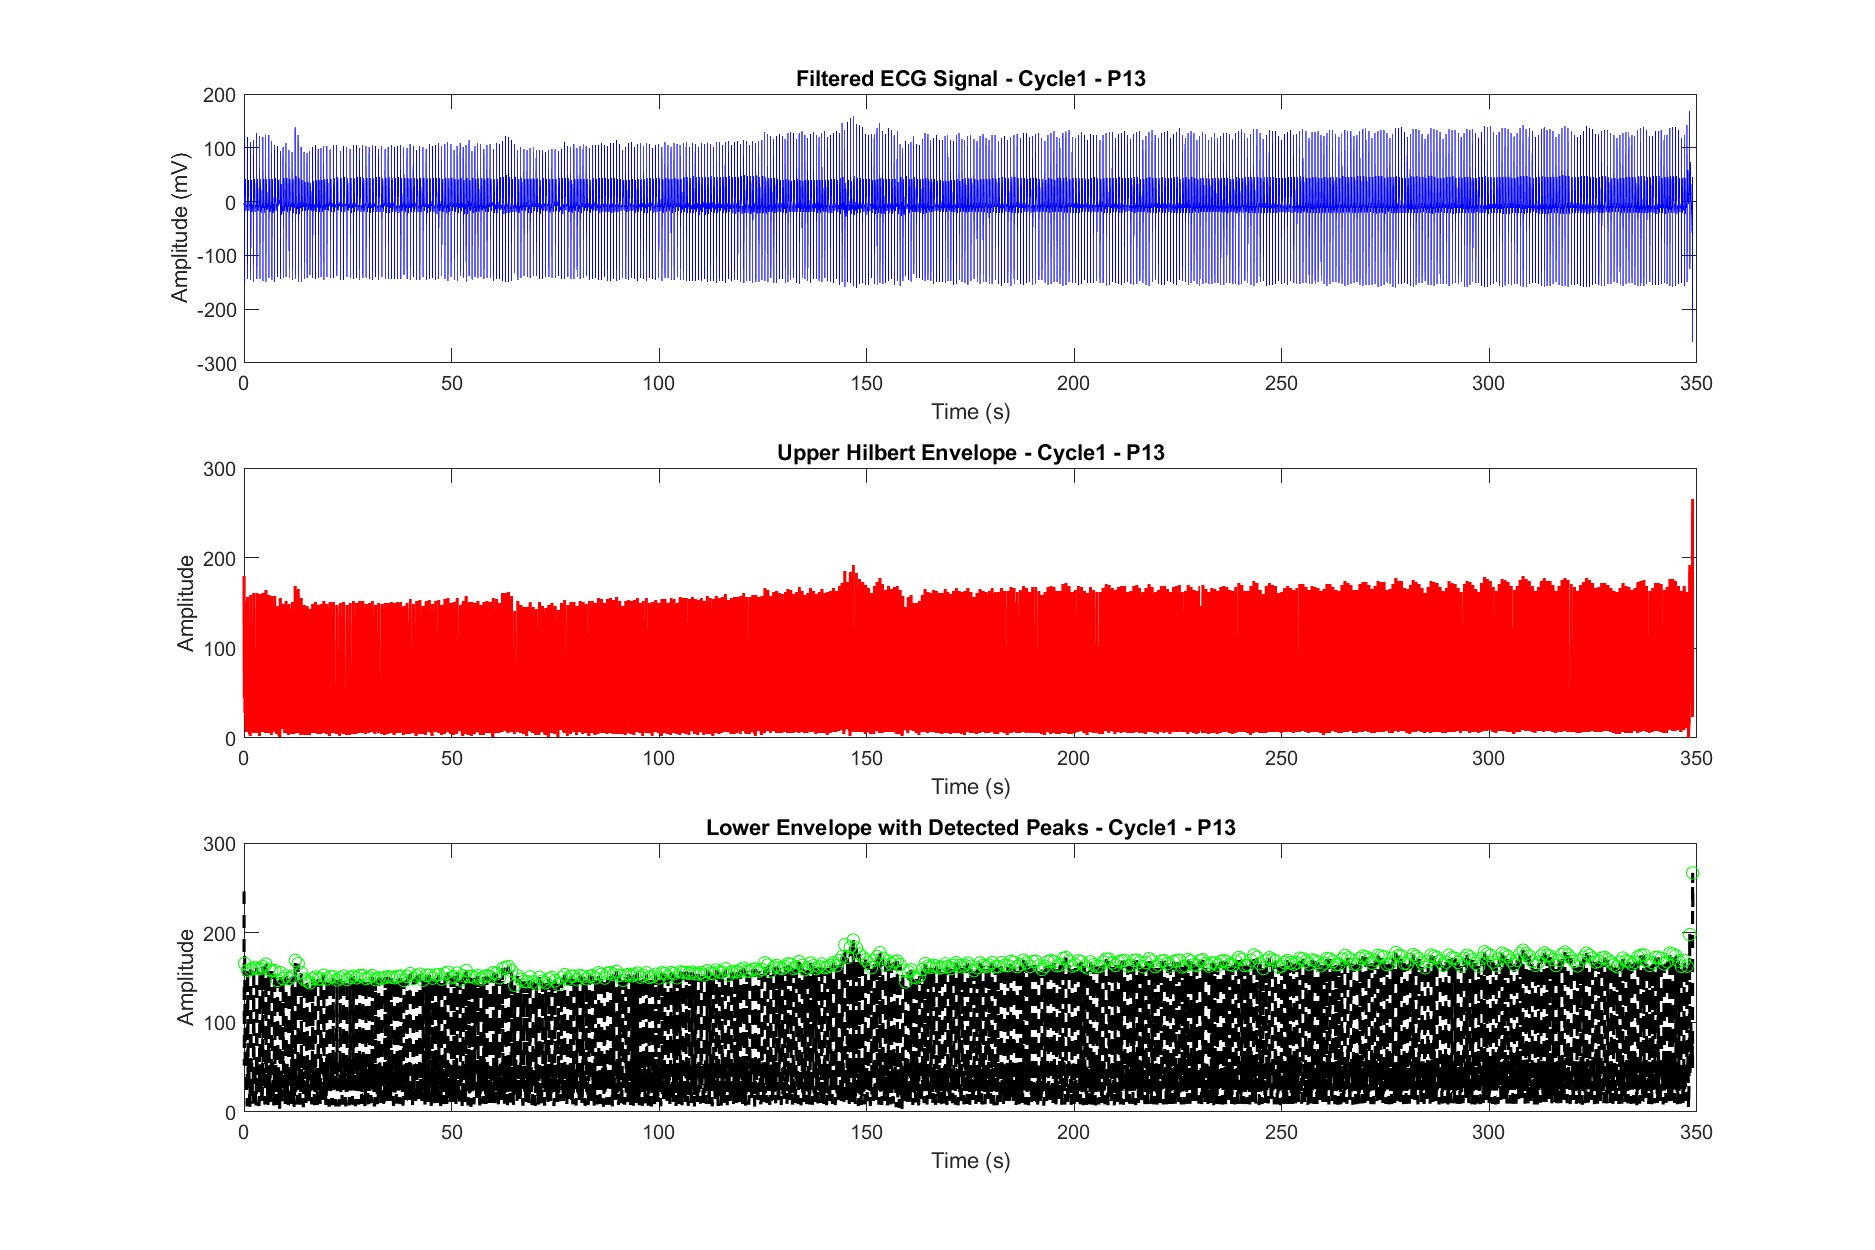 Filtered ECG Signal - Cycle1 - P13
200
100
0
-100
-200
-300
Amplitude (mV)
0 50 100 150 200 250 300 350
Time (s)
Upper Hilbert Envelope - Cycle1 - P13
300
200
100
0
Amplitude
0 50 100 150 200 250 300 350
Time (s)
Lower Envelope with Detected Peaks - Cycle1 - P13
300
200
100
0
Amplitude
0 50 100 150 200 250 300 350
Time (s)